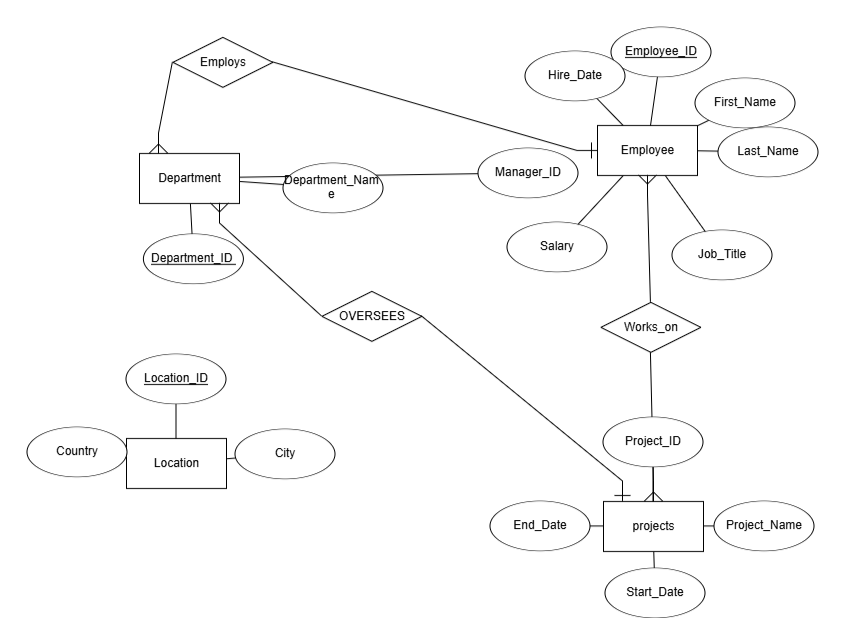 Employee_ID
Employs
Hire_Date
First_Name
Employee
Last_Name
Department
Manager_ID
Department_Nam
e
Salary
Job_Title
Department_ID
OVERSEES
Works_on
Location_ID
Project_ID
Country
City
Location
End_Date
projects
Project_Name
Start_Date